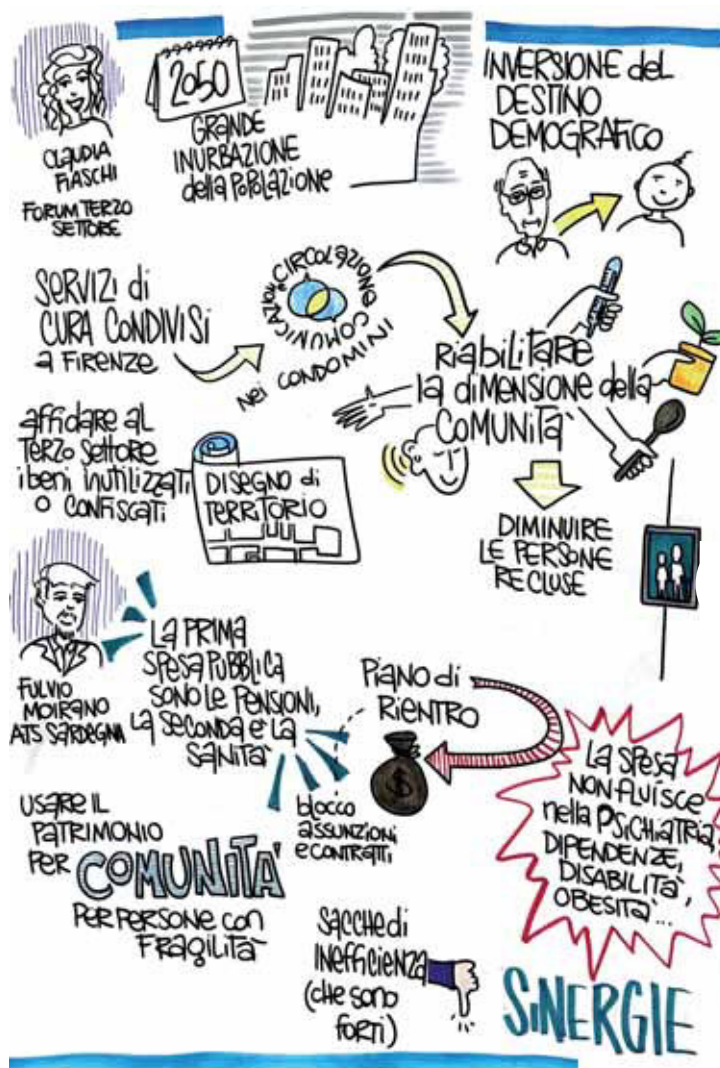 CLAUDIA
FIASCHI
FORUM TERZO
SETTORE
2050
GRANDE
INURBAZIONE
della POPOLAZIONE
INVERSIONE del
DESTINO
DEMOGRAFICO
SERVIZI di
CURA CONDIVISI
a FIRENZE
CIRCOLAZIONE
COMUNICAZIONE
NEI CONDOMINI
RIABILITARE
la dimensione della
COMUNITÀ
DIMINUIRE
LE PERSONE
RECLUSE
affidare al
TERZO SETTORE
i beni inutilizzati
o CONFISCATI
DISEGNO di
TERRITORIO
FULVIO
MOIRANO
ATS SARDEGNA
LA PRIMA
SPESA PUBBLICA
SONO LE PENSIONI,
LA SECONDA È LA
SANITÀ
PIANO di
RIENTRO
$
blocco
assunzioni
e contratti
LA SPESA
NON FLUISCE
nella PSICHIATRIA,
DIPENDENZE,
DISABILITÀ,
OBESITÀ...
USARE IL
PATRIMONIO
PER COMUNITÀ
PER PERSONE con
FRAGILITÀ
SACCHE di
INEFFICIENZA
(che sono
forti)
SINERGIE